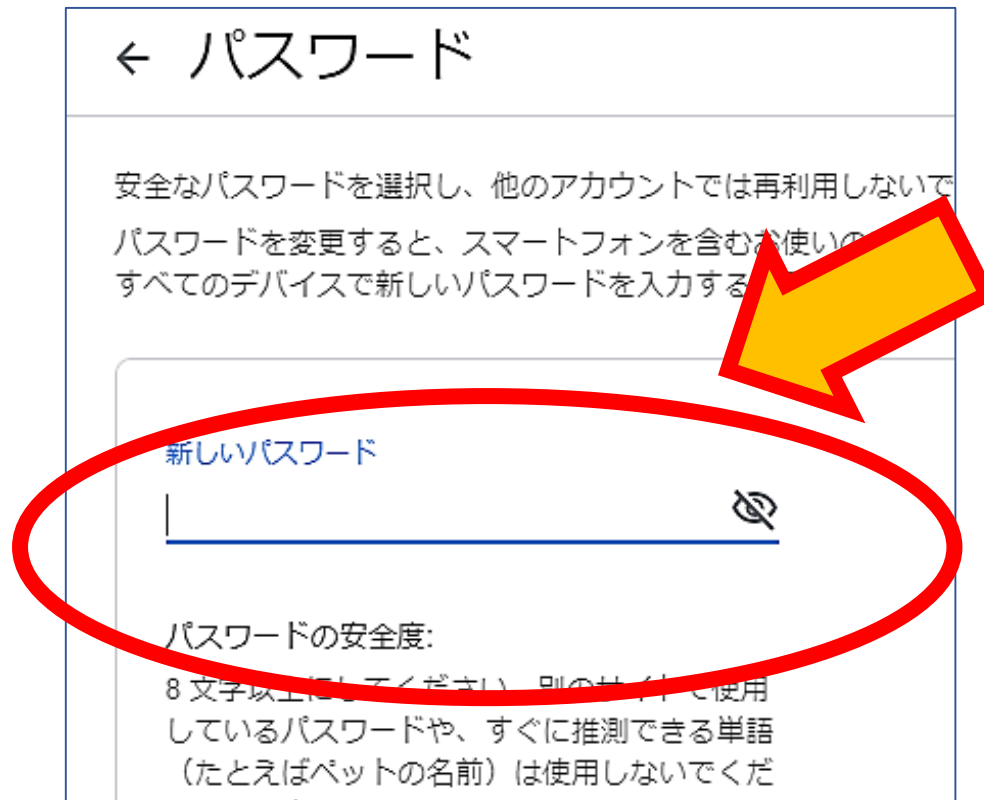 ← パスワード
安全なパスワードを選択し、他のアカウントでは再利用しないで
パスワードを変更すると、スマートフォンを含むお使いの
すべてのデバイスで新しいパスワードを入力する
新しいパスワード
パスワードの安全度:
8 文字以上にしてください。別のサイトで使用
しているパスワードや、すぐに推測できる単語
（たとえばペットの名前）は使用しないでくだ